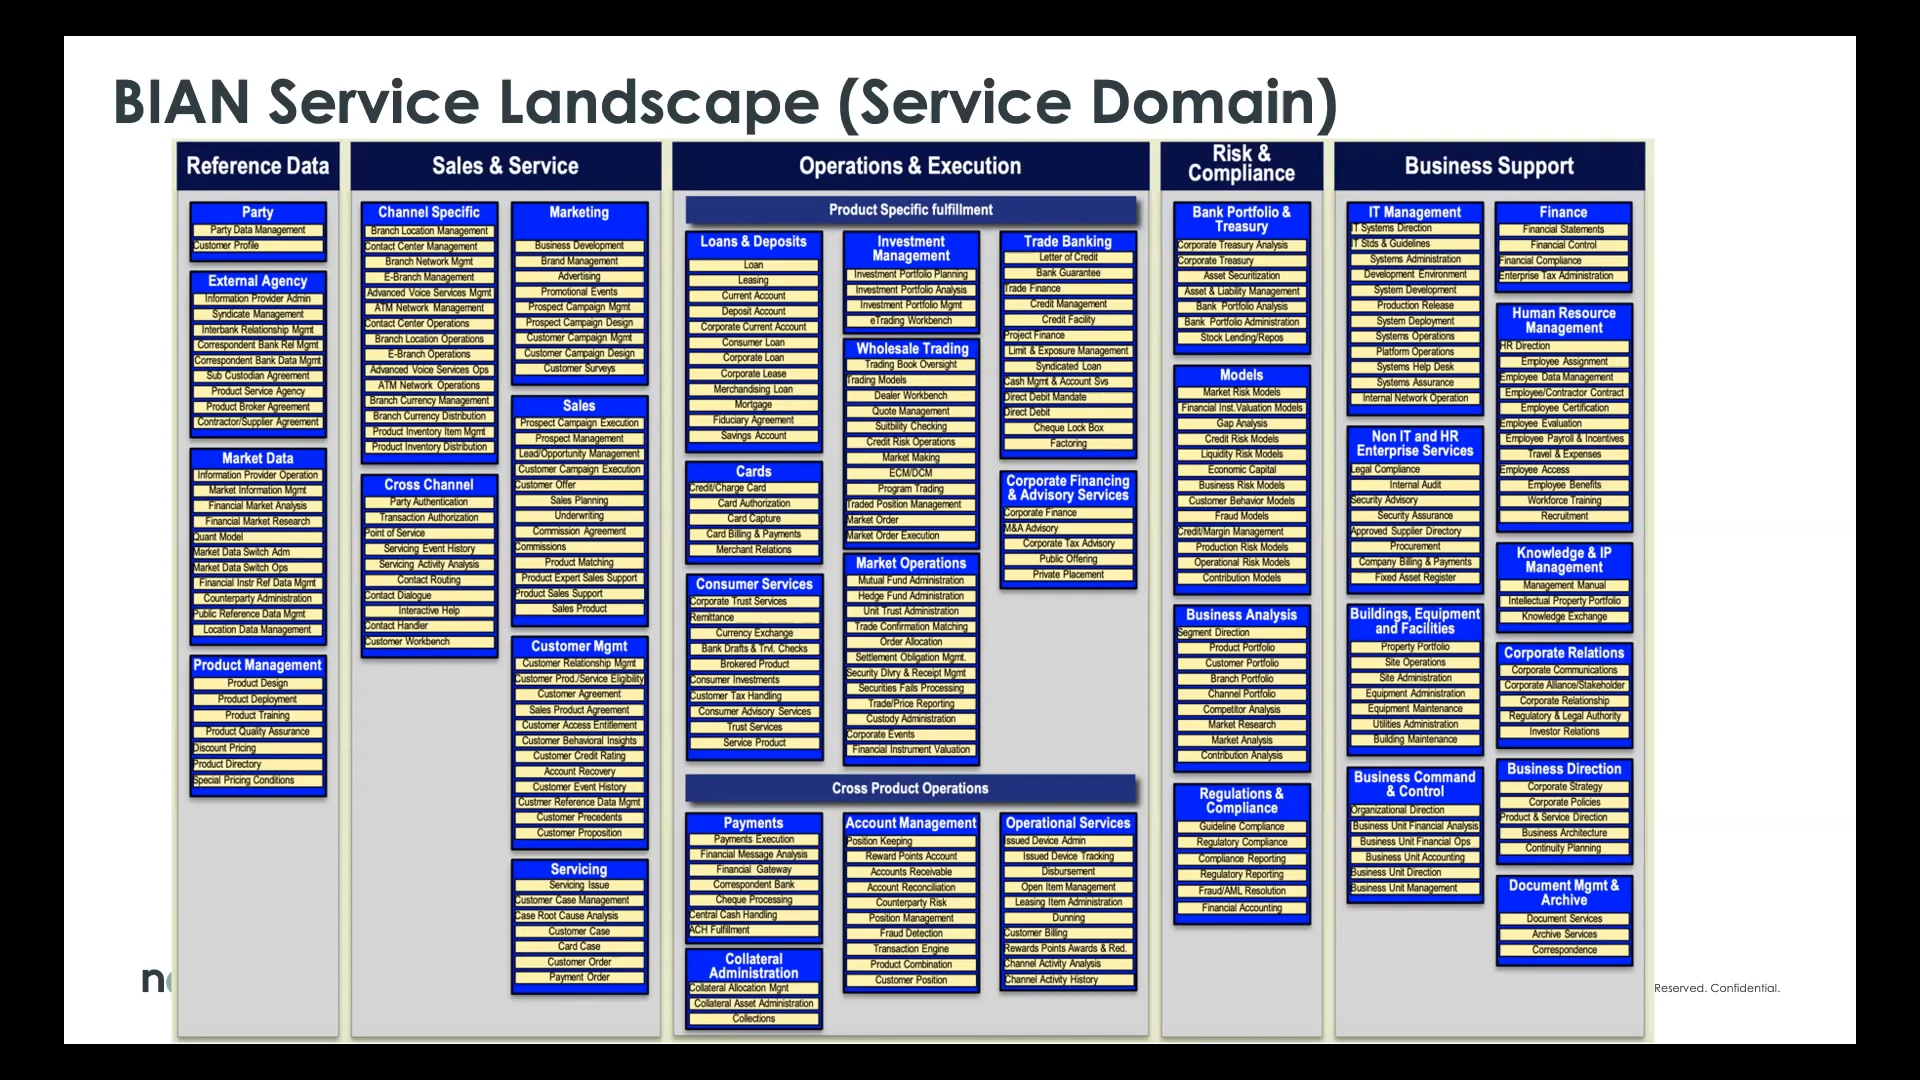 BIAN Service Landscape (Service Domain)
Reference Data
Party
Party Data Management
Customer Profile
External Agency
Information Provider Admin
Syndicate Management
Interbank Relationship Mgmt
Correspondent Bank Rel Mgmt
Correspondent Bank Data Mgmt
Sub Custodian Agreement
Product Service Agency
Product Broker Agreement
Contractor/Supplier Agreement
Market Data
Information Provider Operation
Market Information Mgmt
Financial Market Analysis
Financial Market Research
Quant Model
Market Data Switch Adm
Market Data Switch Ops
Financial Instr Ref Data Mgmt
Counterparty Administration
Public Reference Data Mgmt
Location Data Management
Product Management
Product Design
Product Deployment
Product Training
Product Quality Assurance
Discount Pricing
Product Directory
Special Pricing Conditions
Sales & Service
Channel Specific
Branch Location Management
Contact Center Management
Branch Network Mgmt
E-Branch Management
Advanced Voice Services Mgmt
ATM Network Management
Contact Center Operations
Branch Location Operations
E-Branch Operations
Advanced Voice Services Ops
ATM Network Operations
Branch Currency Management
Branch Currency Distribution
Product Inventory Item Mgmt
Product Inventory Distribution
Cross Channel
Party Authentication
Transaction Authorization
Point of Service
Servicing Event History
Servicing Activity Analysis
Contact Routing
Contact Dialogue
Interactive Help
Contact Handler
Customer Workbench
Marketing
Business Development
Brand Management
Advertising
Promotional Events
Prospect Campaign Mgmt
Prospect Campaign Design
Customer Campaign Mgmt
Customer Campaign Design
Customer Surveys
Sales
Prospect Campaign Execution
Prospect Management
Lead/Opportunity Management
Customer Campaign Execution
Customer Offer
Sales Planning
Underwriting
Commission Agreement
Commissions
Product Matching
Product Expert Sales Support
Product Sales Support
Sales Product
Customer Mgmt
Customer Relationship Mgmt
Customer Prod./Service Eligibility
Customer Agreement
Sales Product Agreement
Customer Access Entitlement
Customer Behavioral Insights
Customer Credit Rating
Account Recovery
Customer Event History
Custmer Reference Data Mgmt
Customer Precedents
Customer Proposition
Servicing
Servicing Issue
Customer Case Management
Case Root Cause Analysis
Customer Case
Card Case
Customer Order
Payment Order
Operations & Execution
Product Specific fulfillment
Loans & Deposits
Loan
Leasing
Current Account
Deposit Account
Corporate Current Account
Consumer Loan
Corporate Loan
Corporate Lease
Merchandising Loan
Mortgage
Fiduciary Agreement
Savings Account
Cards
Credit/Charge Card
Card Authorization
Card Capture
Card Billing & Payments
Merchant Relations
Consumer Services
Corporate Trust Services
Remittance
Currency Exchange
Bank Drafts & Trvl. Checks
Brokered Product
Consumer Investments
Customer Tax Handling
Consumer Advisory Services
Trust Services
Service Product
Investment
Management
Investment Portfolio Planning
Investment Portfolio Analysis
Investment Portfolio Mgmt
eTrading Workbench
Wholesale Trading
Trading Book Oversight
Trading Models
Dealer Workbench
Quote Management
Suitbility Checking
Credit Risk Operations
Market Making
ECM/DCM
Program Trading
Traded Position Management
Market Order
Market Order Execution
Market Operations
Mutual Fund Administration
Hedge Fund Administration
Unit Trust Administration
Trade Confirmation Matching
Order Allocation
Settlement Obligation Mgmt.
Security Dlvry & Receipt Mgmt
Securities Fails Processing
Trade/Price Reporting
Custody Administration
Corporate Events
Financial Instrument Valuation
Trade Banking
Letter of Credit
Bank Guarantee
Trade Finance
Credit Management
Credit Facility
Project Finance
Limit & Exposure Management
Syndicated Loan
Cash Mgmt & Account Svs
Direct Debit Mandate
Direct Debit
Cheque Lock Box
Factoring
Corporate Financing
& Advisory Services
Corporate Finance
M&A Advisory
Corporate Tax Advisory
Public Offering
Private Placement
Cross Product Operations
Payments
Payments Execution
Financial Message Analysis
Financial Gateway
Correspondent Bank
Cheque Processing
Central Cash Handling
ACH Fulfillment
Collateral
Administration
Collateral Allocation Mgnt
Collateral Asset Administration
Collections
Account Management
Position Keeping
Reward Points Account
Accounts Receivable
Account Reconciliation
Counterparty Risk
Position Management
Fraud Detection
Transaction Engine
Product Combination
Customer Position
Operational Services
Issued Device Admin
Issued Device Tracking
Disbursement
Open Item Management
Leasing Item Administration
Dunning
Customer Billing
Rewards Points Awards & Red.
Channel Activity Analysis
Channel Activity History
Risk &
Compliance
Bank Portfolio &
Treasury
Corporate Treasury Analysis
Corporate Treasury
Asset Securitization
Asset & Liability Management
Bank Portfolio Analysis
Bank Portfolio Administration
Stock Lending/Repos
Models
Market Risk Models
Financial Inst.Valuation Models
Gap Analysis
Credit Risk Models
Liquidity Risk Models
Economic Capital
Business Risk Models
Customer Behavior Models
Fraud Models
Credit/Margin Management
Production Risk Models
Operational Risk Models
Contribution Models
Business Analysis
Segment Direction
Product Portfolio
Customer Portfolio
Branch Portfolio
Channel Portfolio
Competitor Analysis
Market Research
Market Analysis
Contribution Analysis
Regulations &
Compliance
Guideline Compliance
Regulatory Compliance
Compliance Reporting
Regulatory Reporting
Fraud/AML Resolution
Financial Accounting
Business Support
IT Management
IT Systems Direction
IT Stds & Guidelines
Systems Administration
Development Environment
System Development
Production Release
System Deployment
Systems Operations
Platform Operations
Systems Help Desk
Systems Assurance
Internal Network Operation
Non IT and HR
Enterprise Services
Legal Compliance
Internal Audit
Security Advisory
Security Assurance
Approved Supplier Directory
Procurement
Company Billing & Payments
Fixed Asset Register
Buildings, Equipment
and Facilities
Property Portfolio
Site Operations
Site Administration
Equipment Administration
Equipment Maintenance
Utilities Administration
Building Maintenance
Business Command
& Control
Organizational Direction
Business Unit Financial Analysis
Business Unit Financial Ops
Business Unit Accounting
Business Unit Direction
Business Unit Management
Finance
Financial Statements
Financial Control
Financial Compliance
Enterprise Tax Administration
Human Resource
Management
HR Direction
Employee Assignment
Employee Data Management
Employee/Contractor Contract
Employee Certification
Employee Evaluation
Employee Payroll & Incentives
Travel & Expenses
Employee Access
Employee Benefits
Workforce Training
Recruitment
Knowledge & IP
Management
Management Manual
Intellectual Property Portfolio
Knowledge Exchange
Corporate Relations
Corporate Communications
Corporate Alliance/Stakeholder
Corporate Relationship
Regulatory & Legal Authority
Investor Relations
Business Direction
Corporate Strategy
Corporate Policies
Product & Service Direction
Business Architecture
Continuity Planning
Document Mgmt &
Archive
Document Services
Archive Services
Correspondence
Reserved. Confidential.